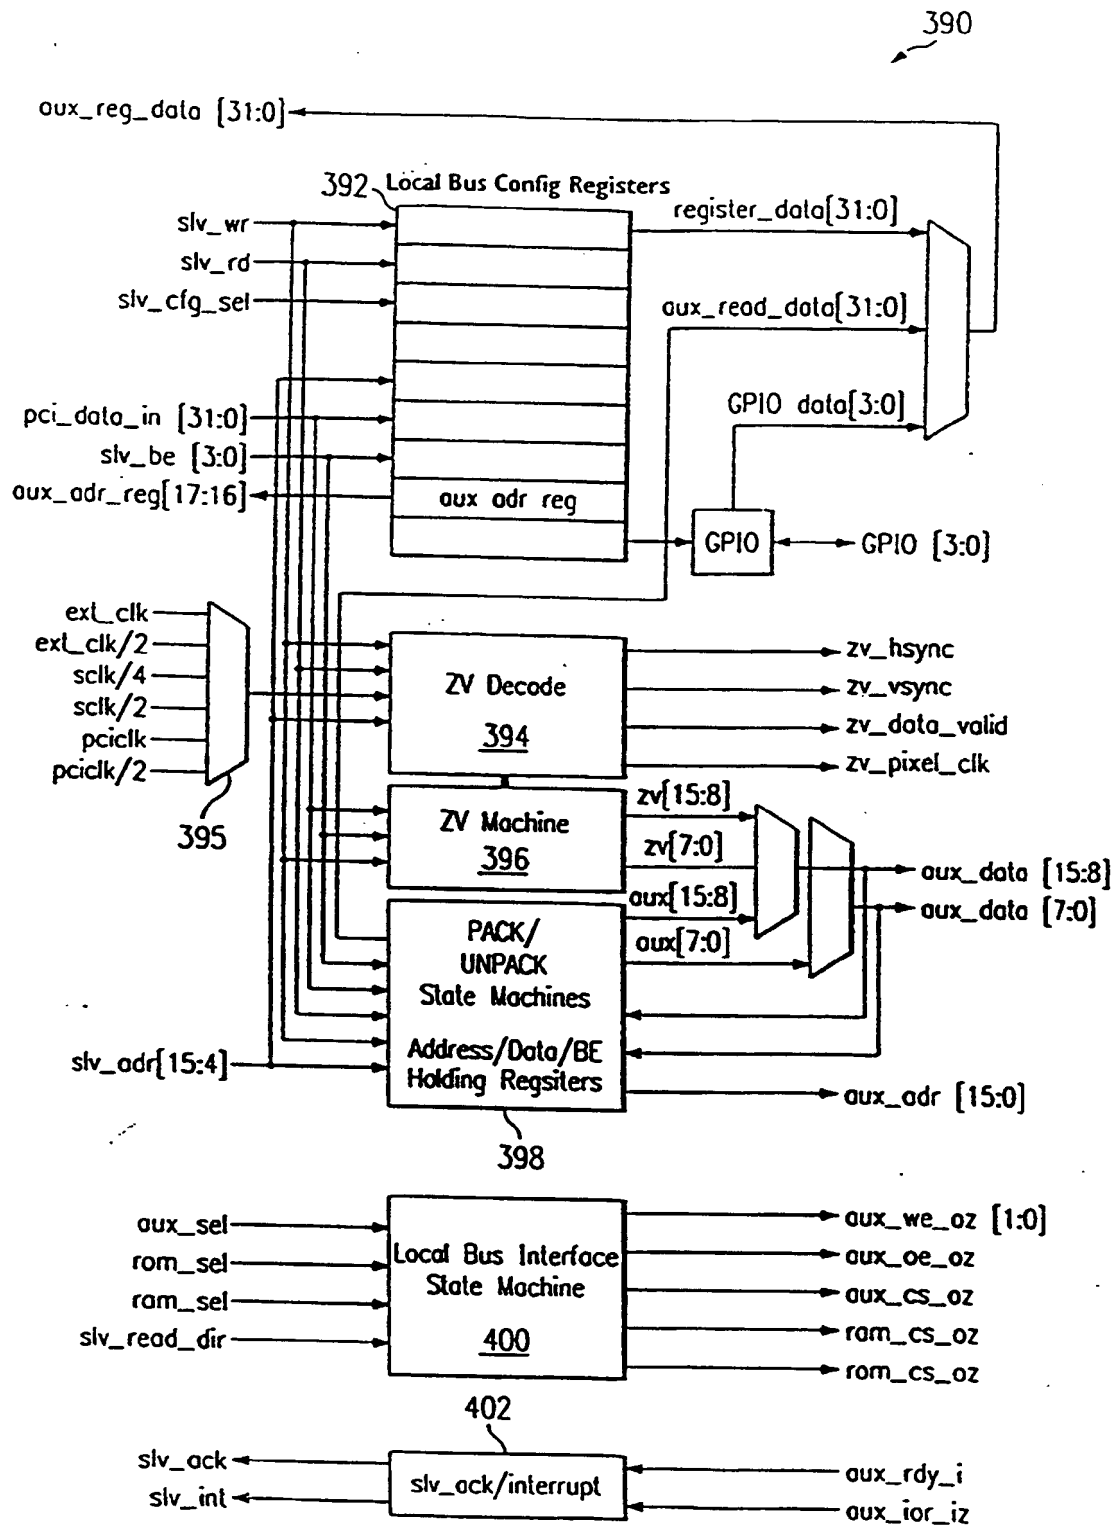 390
aux_reg_data [31:0]
392
Local Bus Config Registers
slv_wr
register_data[31:0]
slv_rd
slv_cfg_sel
aux_read_data[31:0]
GPIO data[3:0]
pci_data_in [31:0]
slv_be [3:0]
aux_adr_reg[17:16]
aux adr reg
GPIO
GPIO [3:0]
ext_clk
ext_clk/2
sclk/4
sclk/2
pciclk
pciclk/2
395
ZV Decode
394
zv_hsync
zv_vsync
zv_data_valid
zv_pixel_clk
ZV Machine
396
zv[15:8]
zv[7:0]
aux[15:8]
aux[7:0]
aux_data [15:8]
aux_data [7:0]
PACK/
UNPACK
State Machines
Address/Data/BE
Holding Regsiters
slv_adr[15:4]
aux_adr [15:0]
398
aux_sel
rom_sel
ram_sel
slv_read_dir
Local Bus Interface
State Machine
400
aux_we_oz [1:0]
aux_oe_oz
aux_cs_oz
ram_cs_oz
rom_cs_oz
402
slv_ack
slv_int
slv_ack/interrupt
aux_rdy_i
aux_ior_iz